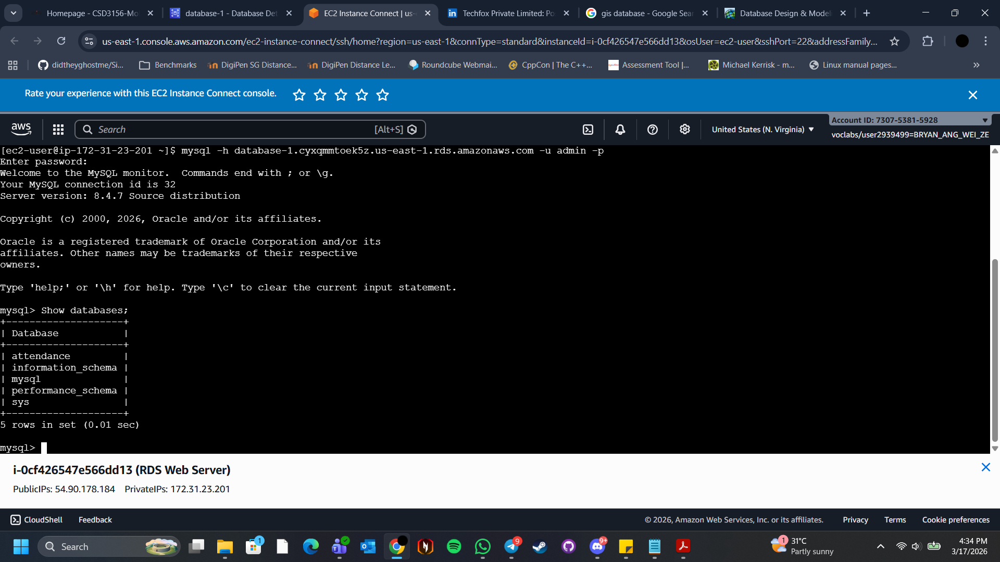 Homepage - CSD3156-Mo
database-1 - Database Det
EC2 Instance Connect | us-
Techfox Private Limited: Po
gis database - Google Sear
Database Design & Modeli
us-east-1.console.aws.amazon.com/ec2-instance-connect/ssh/home?region=us-east-1&connType=standard&instanceId=i-0cf426547e566dd13&osUser=ec2-user&sshPort=22&addressFamily...
didtheyghostme/Si...
Benchmarks
DigiPen SG Distance...
DigiPen Distance Le...
Roundcube Webmai...
CppCon | The C++...
Assessment Tool |...
Michael Kerrisk - m...
Linux manual pages...
Rate your experience with this EC2 Instance Connect console.
aws
Search
[Alt+S]
United States (N. Virginia)
Account ID: 7307-5381-5928
voclabs/user2939499=BRYAN_ANG_WEI_ZE
[ec2-user@ip-172-31-23-201 ~]$ mysql -h database-1.cyxqmmtoek5z.us-east-1.rds.amazonaws.com -u admin -p
Enter password:
Welcome to the MySQL monitor.  Commands end with ; or \g.
Your MySQL connection id is 32
Server version: 8.4.7 Source distribution
Copyright (c) 2000, 2026, Oracle and/or its affiliates.
Oracle is a registered trademark of Oracle Corporation and/or its
affiliates. Other names may be trademarks of their respective
owners.
Type 'help;' or '\h' for help. Type '\c' to clear the current input statement.
mysql> Show databases;
+--------------------+
| Database           |
+--------------------+
| attendance         |
| information_schema |
| mysql              |
| performance_schema |
| sys                |
+--------------------+
5 rows in set (0.01 sec)
mysql>
i-0cf426547e566dd13 (RDS Web Server)
PublicIPs: 54.90.178.184    PrivateIPs: 172.31.23.201
CloudShell
Feedback
© 2026, Amazon Web Services, Inc. or its affiliates.
Privacy
Terms
Cookie preferences
Search
1
9
9+
1
31°C
Partly sunny
4:34 PM
3/17/2026